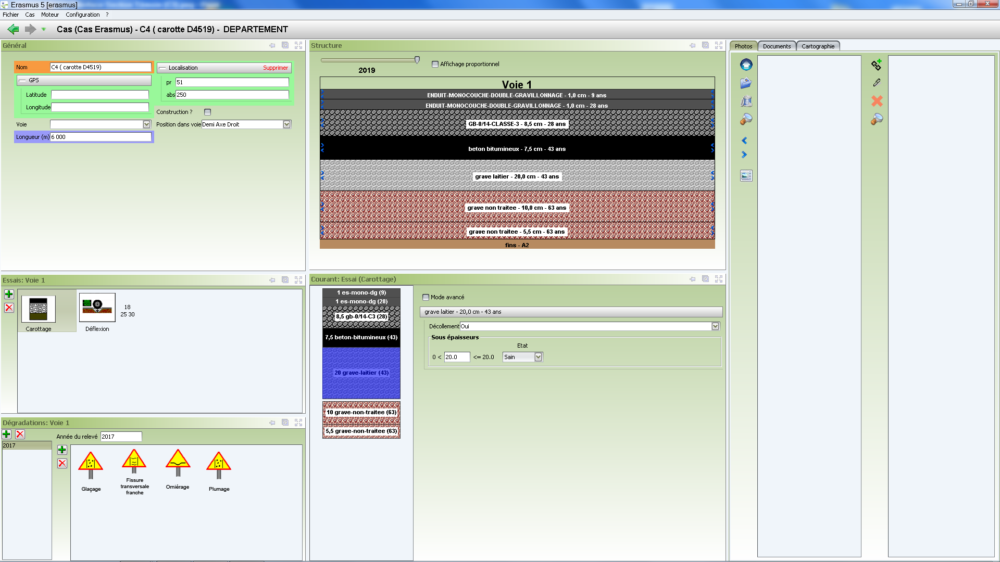 Erasmus 5 [erasmus]
Fichier Cas Moteur Configuration ?
Cas (Cas Erasmus) - C4 ( carotte D4519) - DEPARTEMENT
Général
Nom C4 ( carotte D4519)
GPS
Latitude
Longitude
Localisation Supprimer
pr 51
abs 250
Construction ?
Voie
Position dans voie Demi Axe Droit
Longueur (m) 6 000
Structure
2019
Affichage proportionnel
Voie 1
ENDUIT-MONOCOUCHE-DOUBLE-GRAVILLONNAGE - 1,0 cm - 9 ans
ENDUIT-MONOCOUCHE-DOUBLE-GRAVILLONNAGE - 1,0 cm - 28 ans
GB-0/14-CLASSE-3 - 8,5 cm - 28 ans
beton bitumineux - 7,5 cm - 43 ans
grave laitier - 20,0 cm - 43 ans
grave non traitee - 10,0 cm - 63 ans
grave non traitee - 5,5 cm - 63 ans
fins - A2
Photos Documents Cartographie
Essais: Voie 1
Carottage
Déflexion
18
25 30
Courant: Essai (Carottage)
1 es-mono-dg (9)
1 es-mono-dg (28)
8,5 gb-0/14-C3 (28)
7,5 beton-bitumineux (43)
20 grave-laitier (43)
10 grave-non-traitee (63)
5,5 grave-non-traitee (63)
Mode avancé
grave laitier - 20,0 cm - 43 ans
Décollement Oui
Sous épaisseurs
Etat
0 < 20.0 <= 20.0 Sain
Dégradations: Voie 1
Année du relevé 2017
2017
Glaçage
Fissure
transversale
franche
Orniérage
Plumage